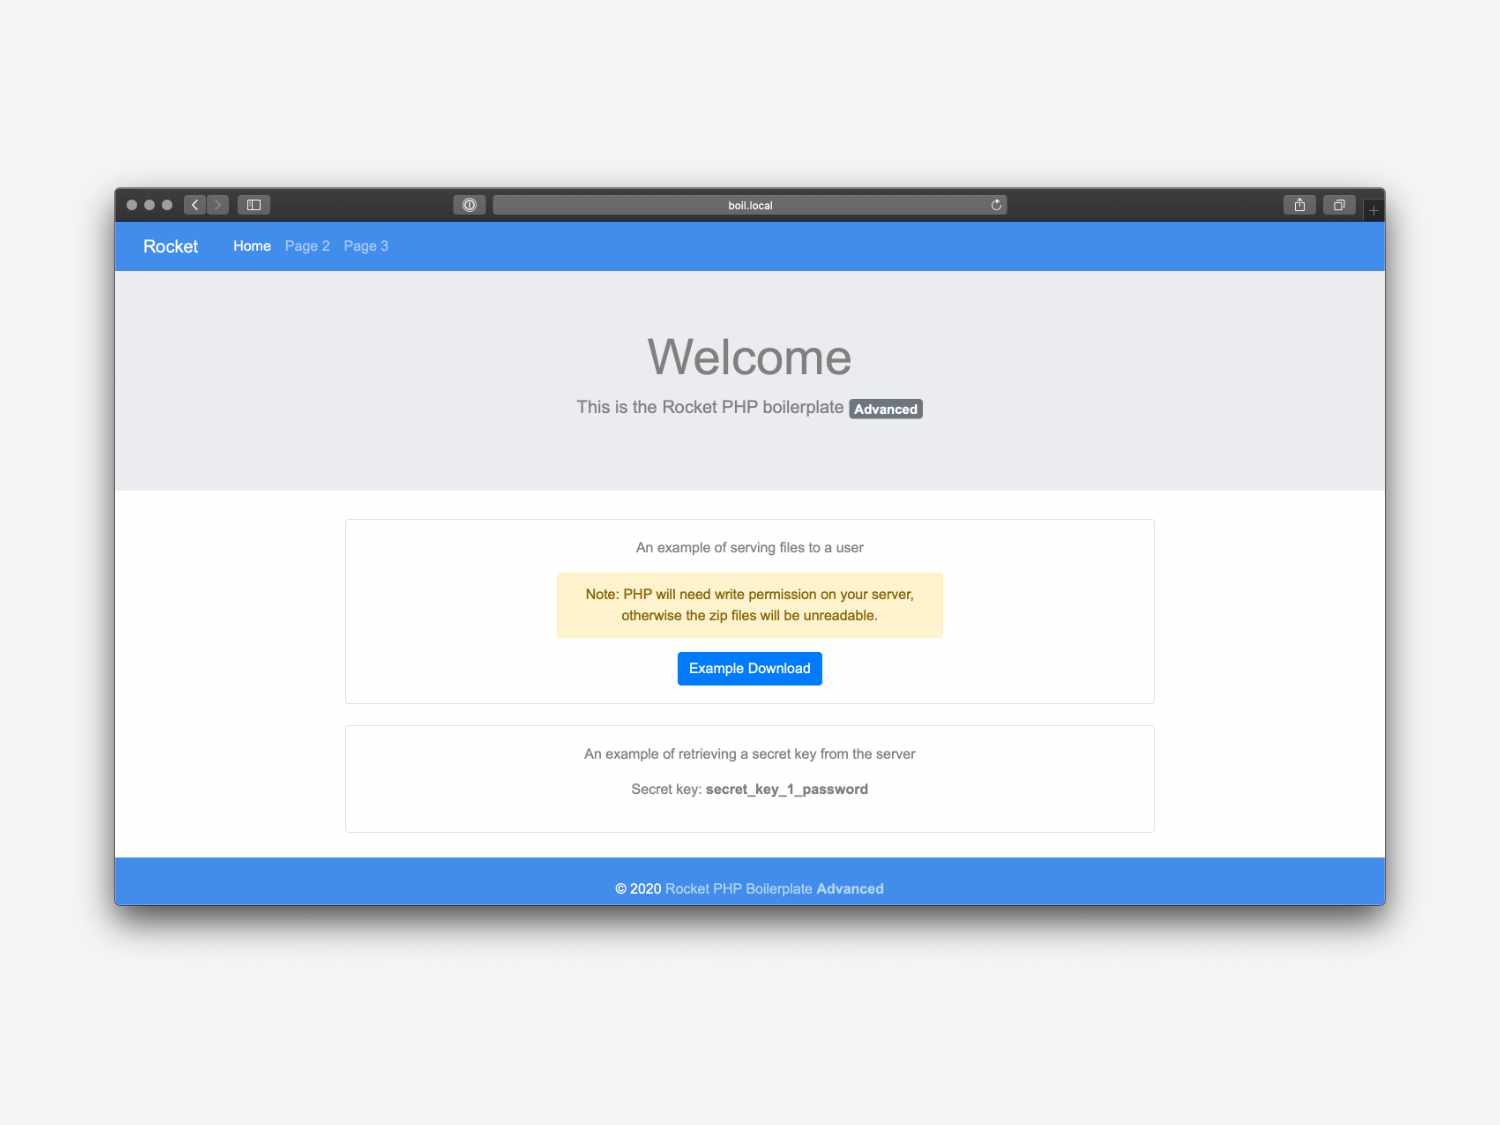 boil.local
Rocket Home Page 2 Page 3
Welcome
This is the Rocket PHP boilerplate Advanced
An example of serving files to a user
Note: PHP will need write permission on your server,
otherwise the zip files will be unreadable.
Example Download
An example of retrieving a secret key from the server
Secret key: secret_key_1_password
© 2020 Rocket PHP Boilerplate Advanced